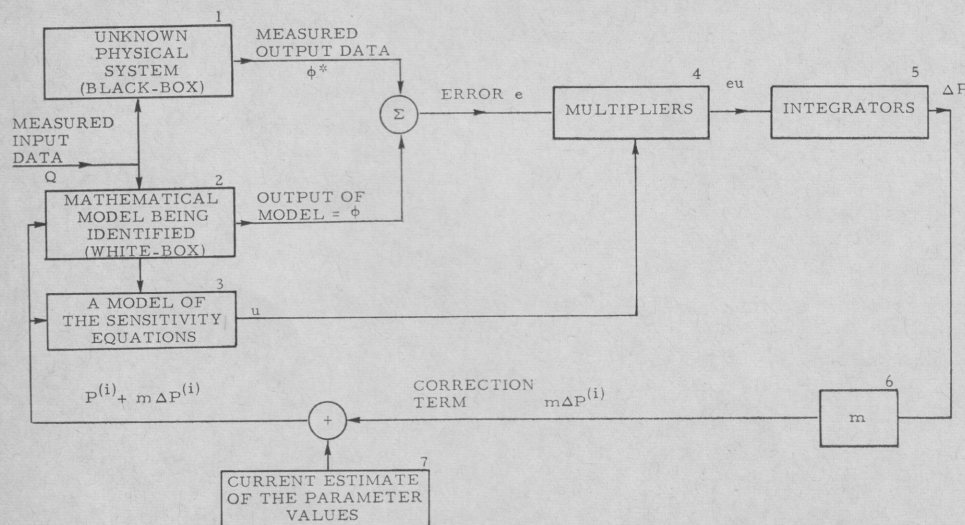 1
UNKNOWN
PHYSICAL
SYSTEM
(BLACK-BOX)
MEASURED
OUTPUT DATA
ϕ*
MEASURED
INPUT
DATA
Q
2
MATHEMATICAL
MODEL BEING
IDENTIFIED
(WHITE-BOX)
OUTPUT OF
MODEL = ϕ
Σ
ERROR e
4
MULTIPLIERS
eu
5
INTEGRATORS
ΔP
3
A MODEL OF
THE SENSITIVITY
EQUATIONS
u
P(i) + m ΔP(i)
+
CORRECTION
TERM mΔP(i)
6
m
7
CURRENT ESTIMATE
OF THE PARAMETER
VALUES